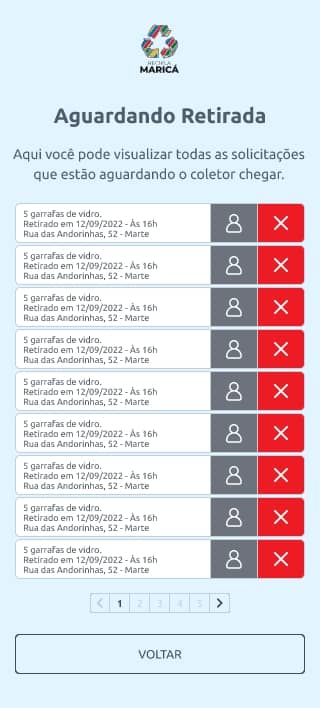 RECICLA
MARICÁ
Aguardando Retirada
Aqui você pode visualizar todas as solicitações
que estão aguardando o coletor chegar.
5 garrafas de vidro.
Retirado em 12/09/2022 - Às 16h
Rua das Andorinhas, 52 - Marte
5 garrafas de vidro.
Retirado em 12/09/2022 - Às 16h
Rua das Andorinhas, 52 - Marte
5 garrafas de vidro.
Retirado em 12/09/2022 - Às 16h
Rua das Andorinhas, 52 - Marte
5 garrafas de vidro.
Retirado em 12/09/2022 - Às 16h
Rua das Andorinhas, 52 - Marte
5 garrafas de vidro.
Retirado em 12/09/2022 - Às 16h
Rua das Andorinhas, 52 - Marte
5 garrafas de vidro.
Retirado em 12/09/2022 - Às 16h
Rua das Andorinhas, 52 - Marte
5 garrafas de vidro.
Retirado em 12/09/2022 - Às 16h
Rua das Andorinhas, 52 - Marte
5 garrafas de vidro.
Retirado em 12/09/2022 - Às 16h
Rua das Andorinhas, 52 - Marte
5 garrafas de vidro.
Retirado em 12/09/2022 - Às 16h
Rua das Andorinhas, 52 - Marte
1 2 3 4 5
VOLTAR